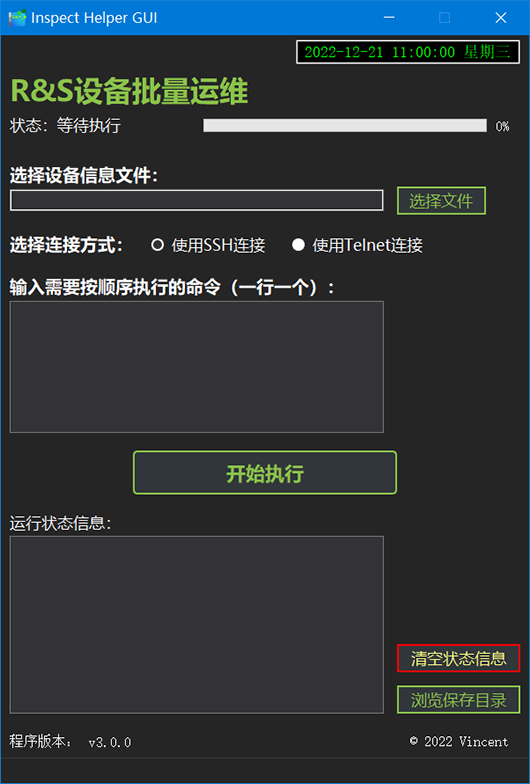 Inspect Helper GUI
2022-12-21 11:00:00 星期三
R&S设备批量运维
状态：等待执行 0%
选择设备信息文件：
选择文件
选择连接方式： 使用SSH连接 使用Telnet连接
输入需要按顺序执行的命令（一行一个）：
开始执行
运行状态信息：
清空状态信息
浏览保存目录
程序版本： v3.0.0 © 2022 Vincent